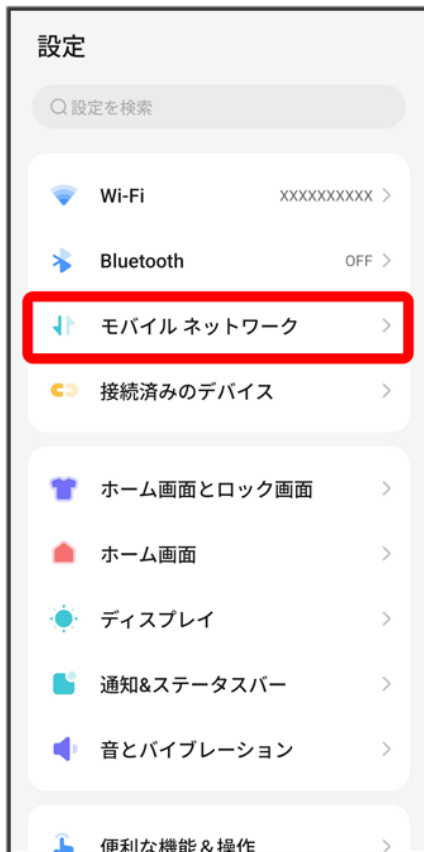 設定
設定を検索
Wi-Fi XXXXXXXXXX
Bluetooth OFF
モバイル ネットワーク
接続済みのデバイス
ホーム画面とロック画面
ホーム画面
ディスプレイ
通知&ステータスバー
音とバイブレーション
便利な機能&操作